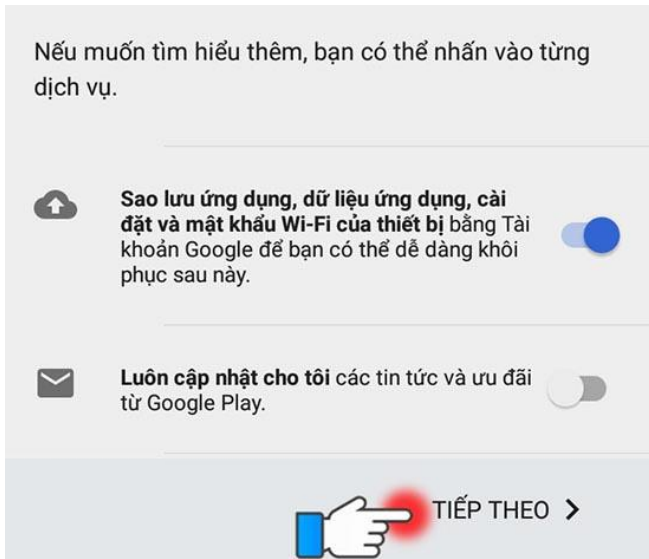 Nếu muốn tìm hiểu thêm, bạn có thể nhấn vào từng
dịch vụ.
Sao lưu ứng dụng, dữ liệu ứng dụng, cài
đặt và mật khẩu Wi-Fi của thiết bị bằng Tài
khoản Google để bạn có thể dễ dàng khôi
phục sau này.
Luôn cập nhật cho tôi các tin tức và ưu đãi
từ Google Play.
TIẾP THEO